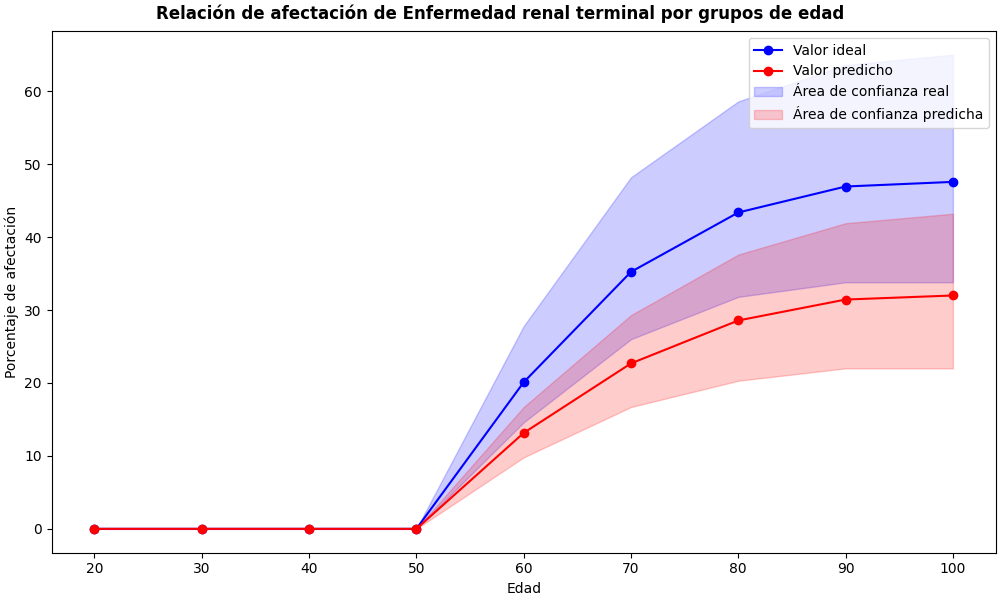 Relación de afectación de Enfermedad renal terminal por grupos de edad
Valor ideal
Valor predicho
Área de confianza real
Área de confianza predicha
Porcentaje de afectación
60
50
40
30
20
10
0
20 30 40 50 60 70 80 90 100
Edad